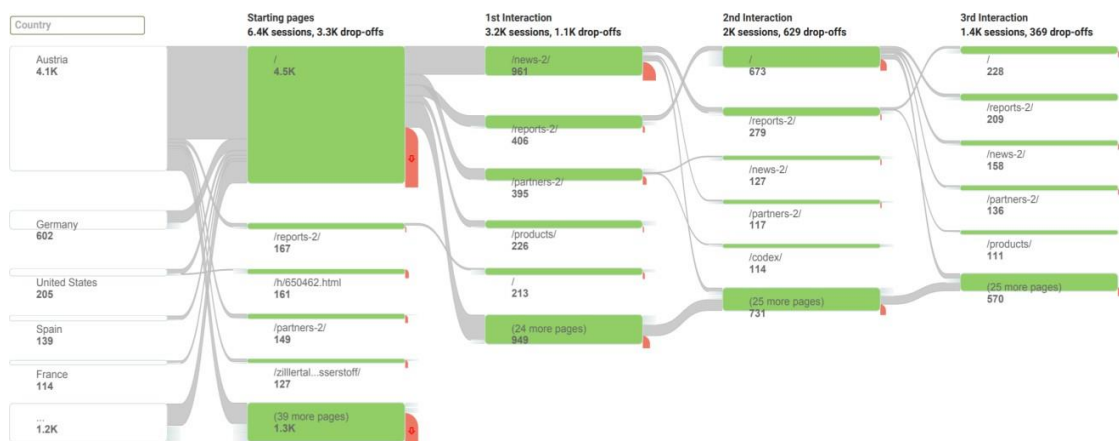 Country
Starting pages
6.4K sessions, 3.3K drop-offs
1st Interaction
3.2K sessions, 1.1K drop-offs
2nd Interaction
2K sessions, 629 drop-offs
3rd Interaction
1.4K sessions, 369 drop-offs
Austria
4.1K
Germany
602
United States
205
Spain
139
France
114
...
1.2K
/
4.5K
/reports-2/
167
/h/650462.html
161
/partners-2/
149
/zilllertal...sserstoff/
127
(39 more pages)
1.3K
/news-2/
961
/reports-2/
406
/partners-2/
395
/products/
226
/
213
(24 more pages)
949
/
673
/reports-2/
279
/news-2/
127
/partners-2/
117
/codex/
114
(25 more pages)
731
/
228
/reports-2/
209
/news-2/
158
/partners-2/
136
/products/
111
(25 more pages)
570